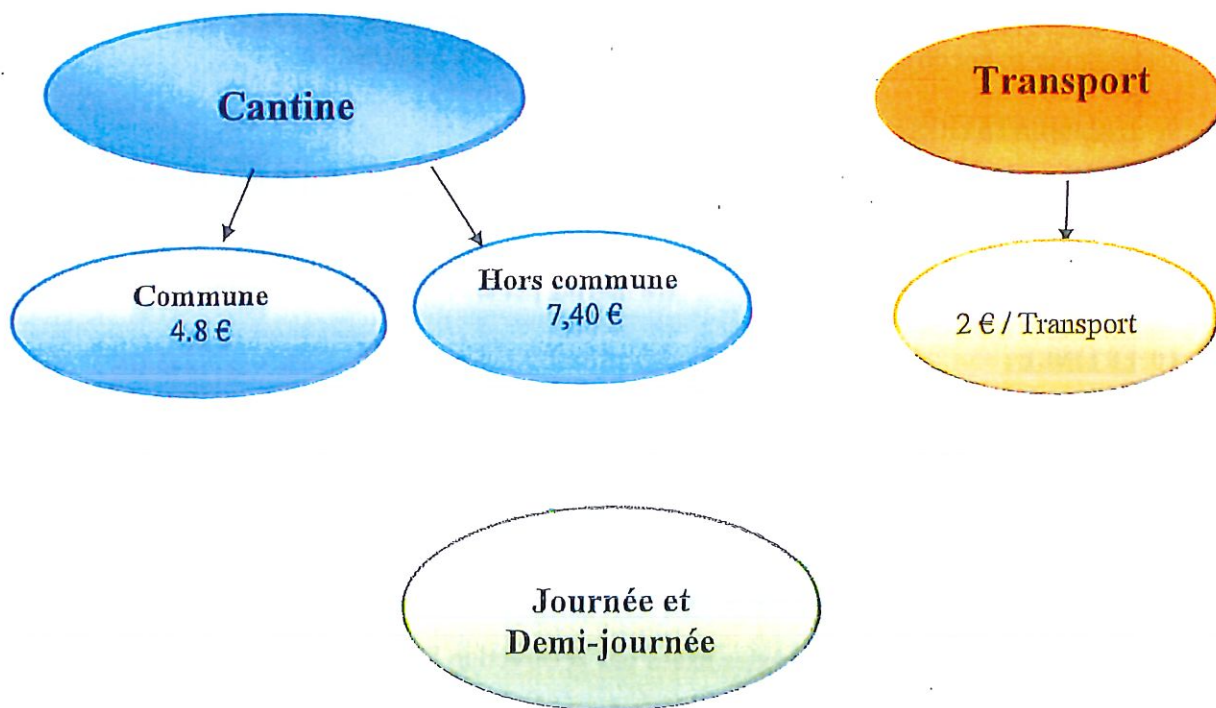 Cantine
Transport
Commune
4.8 €
Hors commune
7,40 €
2 € / Transport
Journée et
Demi-journée